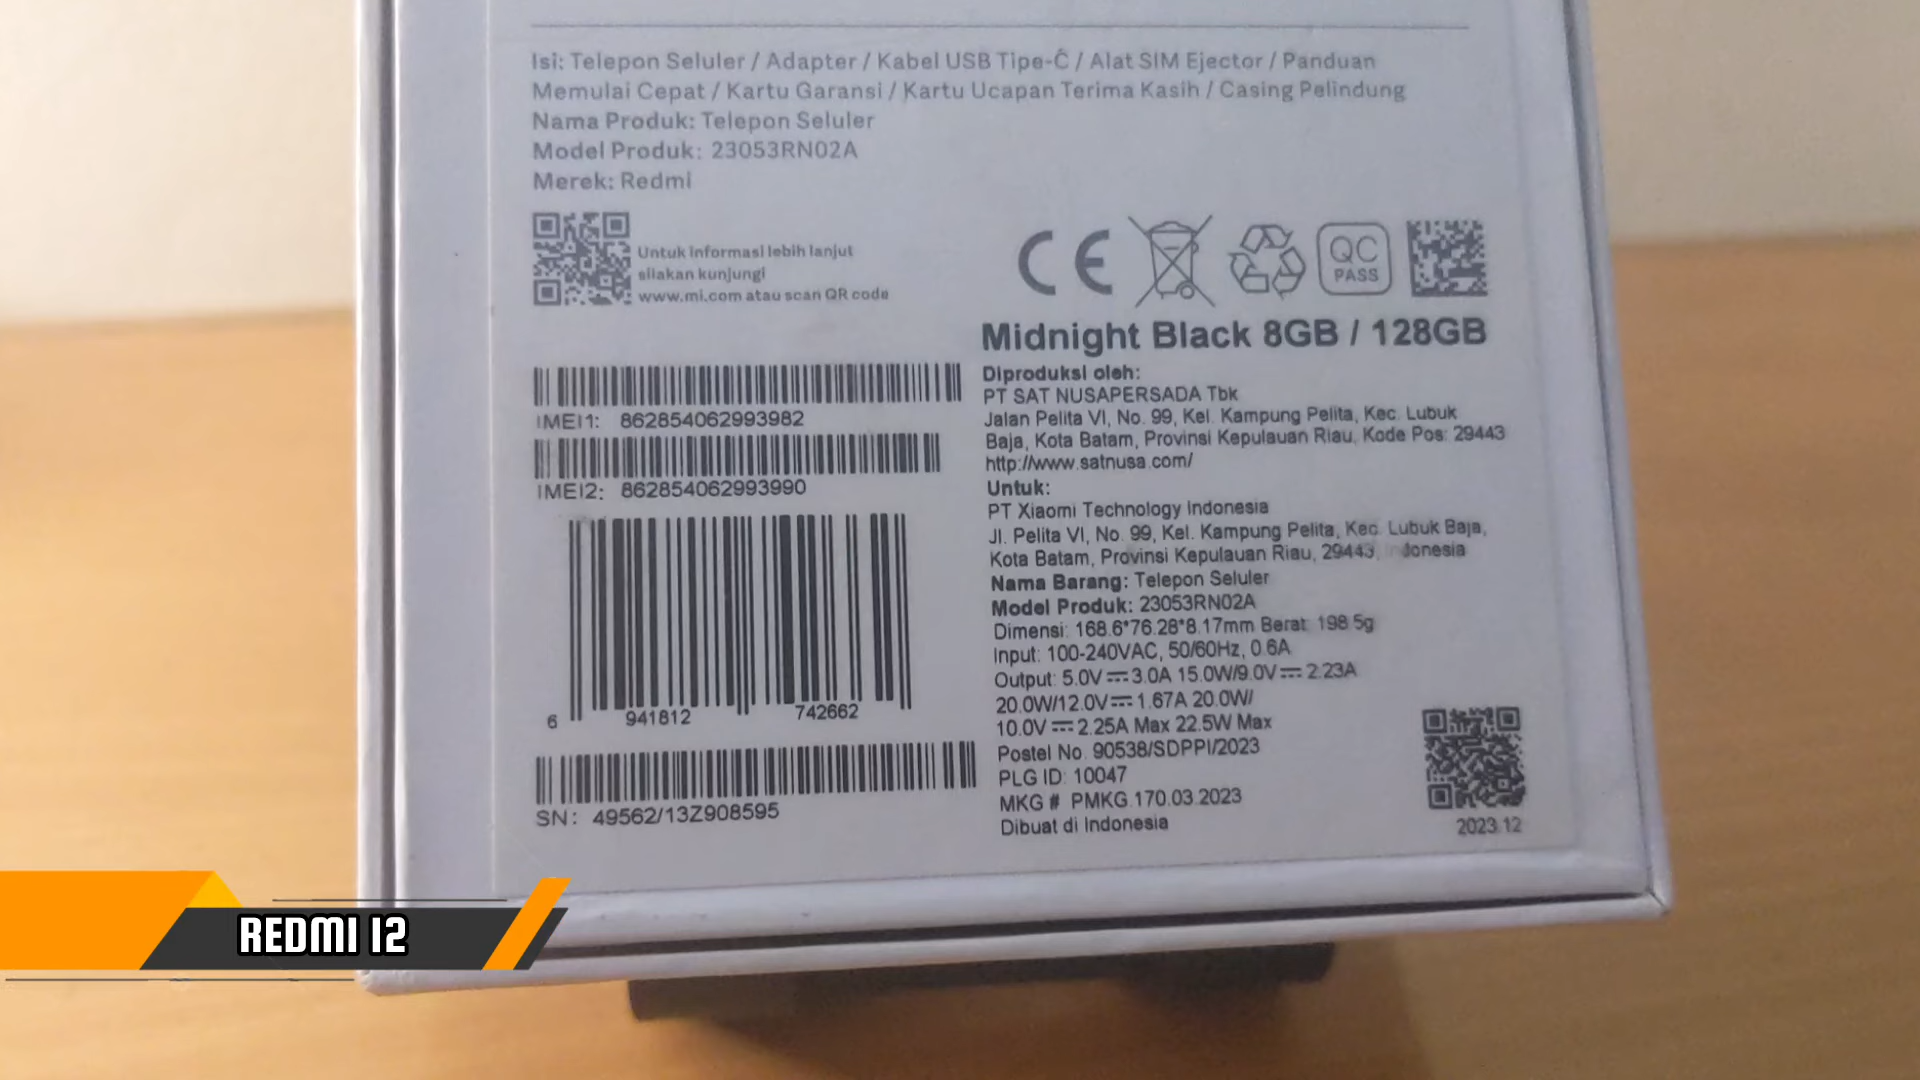 Isi: Telepon Seluler / Adapter / Kabel USB Tipe-C / Alat SIM Ejector / Panduan
Memulai Cepat / Kartu Garansi / Kartu Ucapan Terima Kasih / Casing Pelindung
Nama Produk: Telepon Seluler
Model Produk: 23053RN02A
Merek: Redmi
Untuk informasi lebih lanjut
silakan kunjungi
www.mi.com atau scan QR code
CE
QC
PASS
Midnight Black 8GB / 128GB
IMEI1: 862854062993982
IMEI2: 862854062993990
6 941812 742662
SN: 49562/13Z908595
Diproduksi oleh:
PT SAT NUSAPERSADA Tbk
Jalan Pelita VI, No. 99, Kel. Kampung Pelita, Kec. Lubuk
Baja, Kota Batam, Provinsi Kepulauan Riau, Kode Pos: 29443
http://www.satnusa.com/
Untuk:
PT Xiaomi Technology Indonesia
Jl. Pelita VI, No. 99, Kel. Kampung Pelita, Kec. Lubuk Baja,
Kota Batam, Provinsi Kepulauan Riau, 29443, Indonesia
Nama Barang: Telepon Seluler
Model Produk: 23053RN02A
Dimensi: 168.6*76.28*8.17mm Berat: 198.5g
Input: 100-240VAC, 50/60Hz, 0.6A
Output: 5.0V⎓3.0A 15.0W/9.0V⎓2.23A
20.0W/12.0V⎓1.67A 20.0W/
10.0V⎓2.25A Max 22.5W Max
Postel No. 90538/SDPPI/2023
PLG ID: 10047
MKG # PMKG.170.03.2023
Dibuat di Indonesia
2023.12
REDMI 12